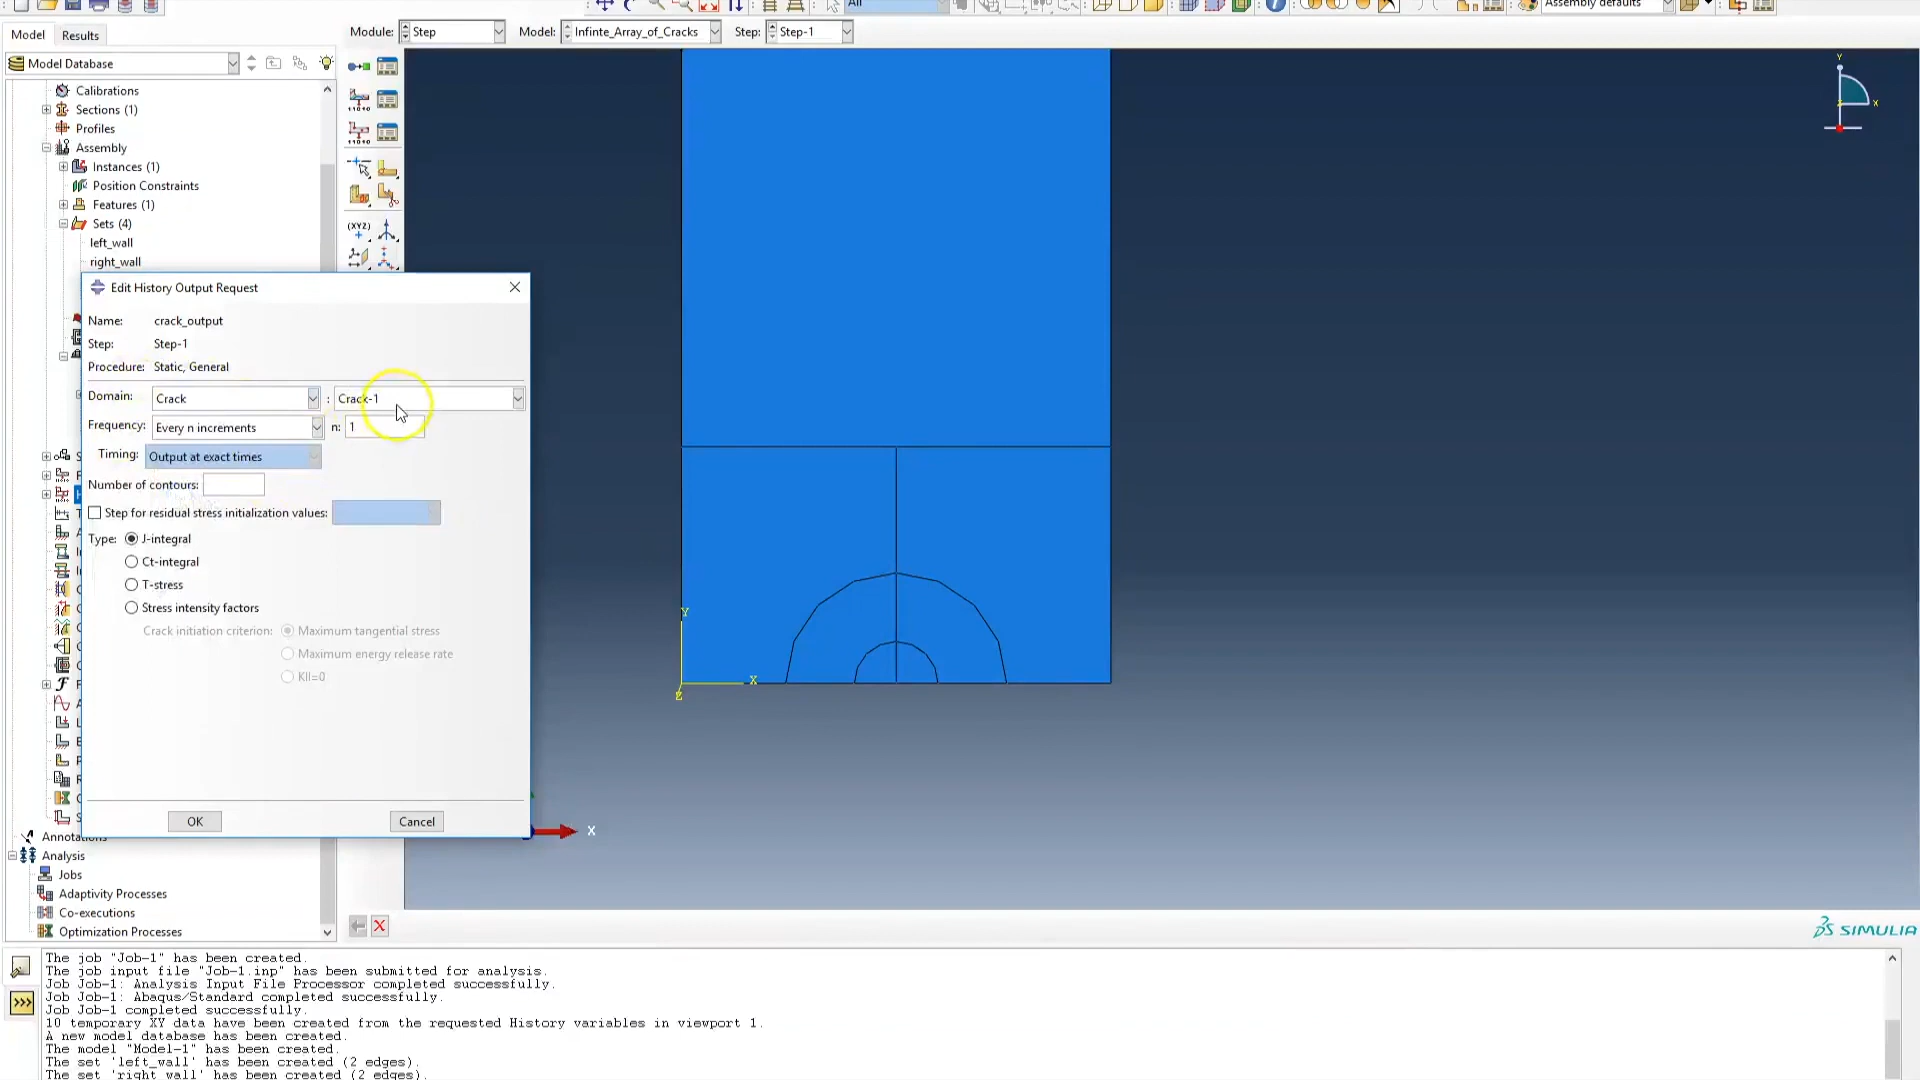 All
Assembly defaults
Model
Results
Module:
Step
Model:
Infinte_Array_of_Cracks
Step:
Step-1
Model Database
Calibrations
Sections (1)
Profiles
Assembly
Instances (1)
Position Constraints
Features (1)
Sets (4)
left_wall
right_wall
Edit History Output Request
Name:
crack_output
Step:
Step-1
Procedure:
Static, General
Domain:
Crack
:
Crack-1
Frequency:
Every n increments
n:
1
Timing:
Output at exact times
Number of contours:
Step for residual stress initialization values:
Type:
J-integral
Ct-integral
T-stress
Stress intensity factors
Crack initiation criterion:
Maximum tangential stress
Maximum energy release rate
KII=0
OK
Cancel
Annotations
Analysis
Jobs
Adaptivity Processes
Co-executions
Optimization Processes
(XYZ)
Y
X
Y
X
Z
X
SIMULIA
The job "Job-1" has been created.
The job input file "Job-1.inp" has been submitted for analysis.
Job Job-1: Analysis Input File Processor completed successfully.
Job Job-1: Abaqus/Standard completed successfully.
Job Job-1 completed successfully.
10 temporary XY data have been created from the requested History variables in viewport 1.
A new model database has been created.
The model "Model-1" has been created.
The set 'left_wall' has been created (2 edges).
The set 'right_wall' has been created (2 edges).